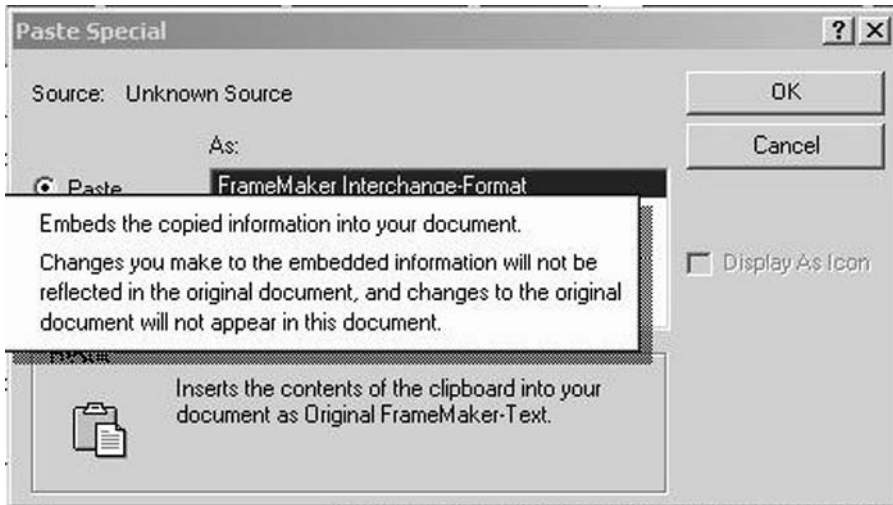 Paste Special
Source: Unknown Source
OK
As:
Cancel
Paste
FrameMaker Interchange-Format
Embeds the copied information into your document.
Changes you make to the embedded information will not be
reflected in the original document, and changes to the original
document will not appear in this document.
Display As Icon
Result
Inserts the contents of the clipboard into your
document as Original FrameMaker-Text.